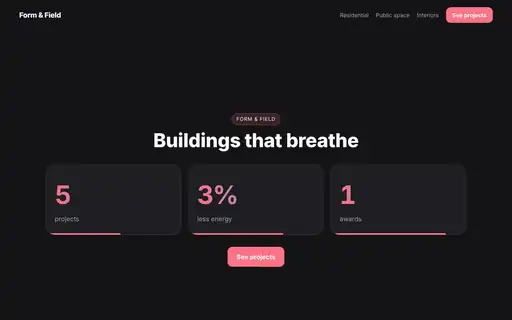 Form & Field
Residential
Public space
Interiors
See projects
FORM & FIELD
Buildings that breathe
5
projects
3%
less energy
1
awards
See projects